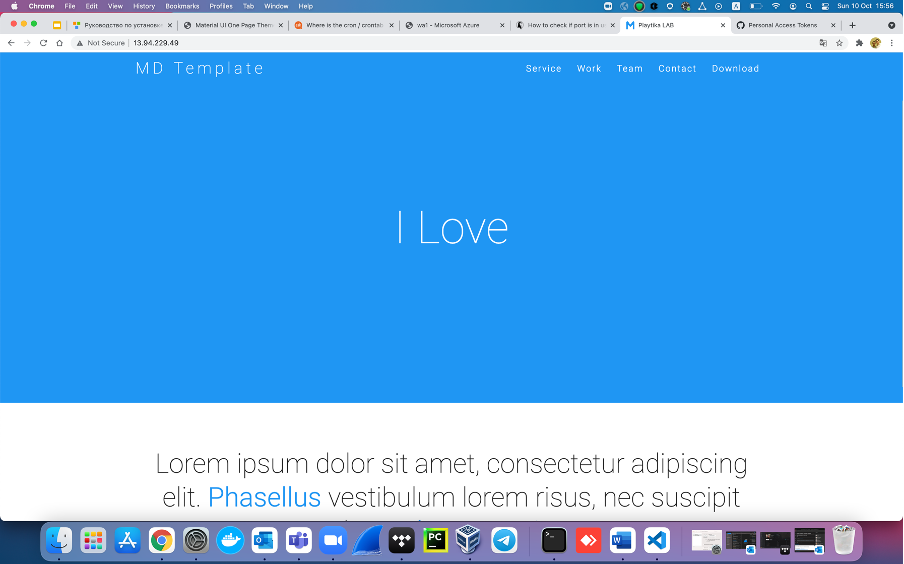 Chrome File Edit View History Bookmarks Profiles Tab Window Help
A
Sun 10 Oct 15:56
Руководство по установке
Material UI One Page Them
Where is the cron / crontab
wa1 - Microsoft Azure
How to check if port is in us
Playtika LAB
Personal Access Tokens
Not Secure
13.94.229.49
MD Template
Service Work Team Contact Download
I Love
Lorem ipsum dolor sit amet, consectetur adipiscing
elit. Phasellus vestibulum lorem risus, nec suscipit
PC